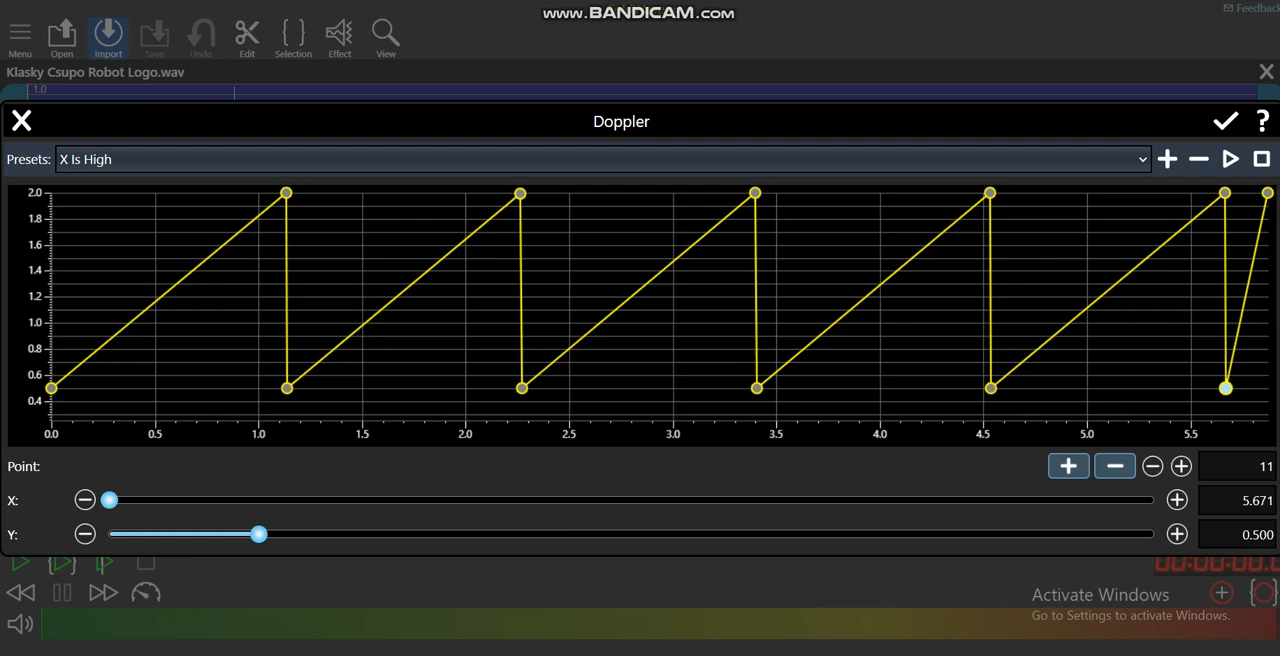 www.BANDICAM.com
Feedback
Menu Open Import Save Undo Edit Selection Effect View
Klasky Csupo Robot Logo.wav
1.0
Doppler
Presets: X Is High
2.0
1.8
1.6
1.4
1.2
1.0
0.8
0.6
0.4
0.0 0.5 1.0 1.5 2.0 2.5 3.0 3.5 4.0 4.5 5.0 5.5
Point: 11
X: 5.671
Y: 0.500
00:00:00.0
Activate Windows
Go to Settings to activate Windows.